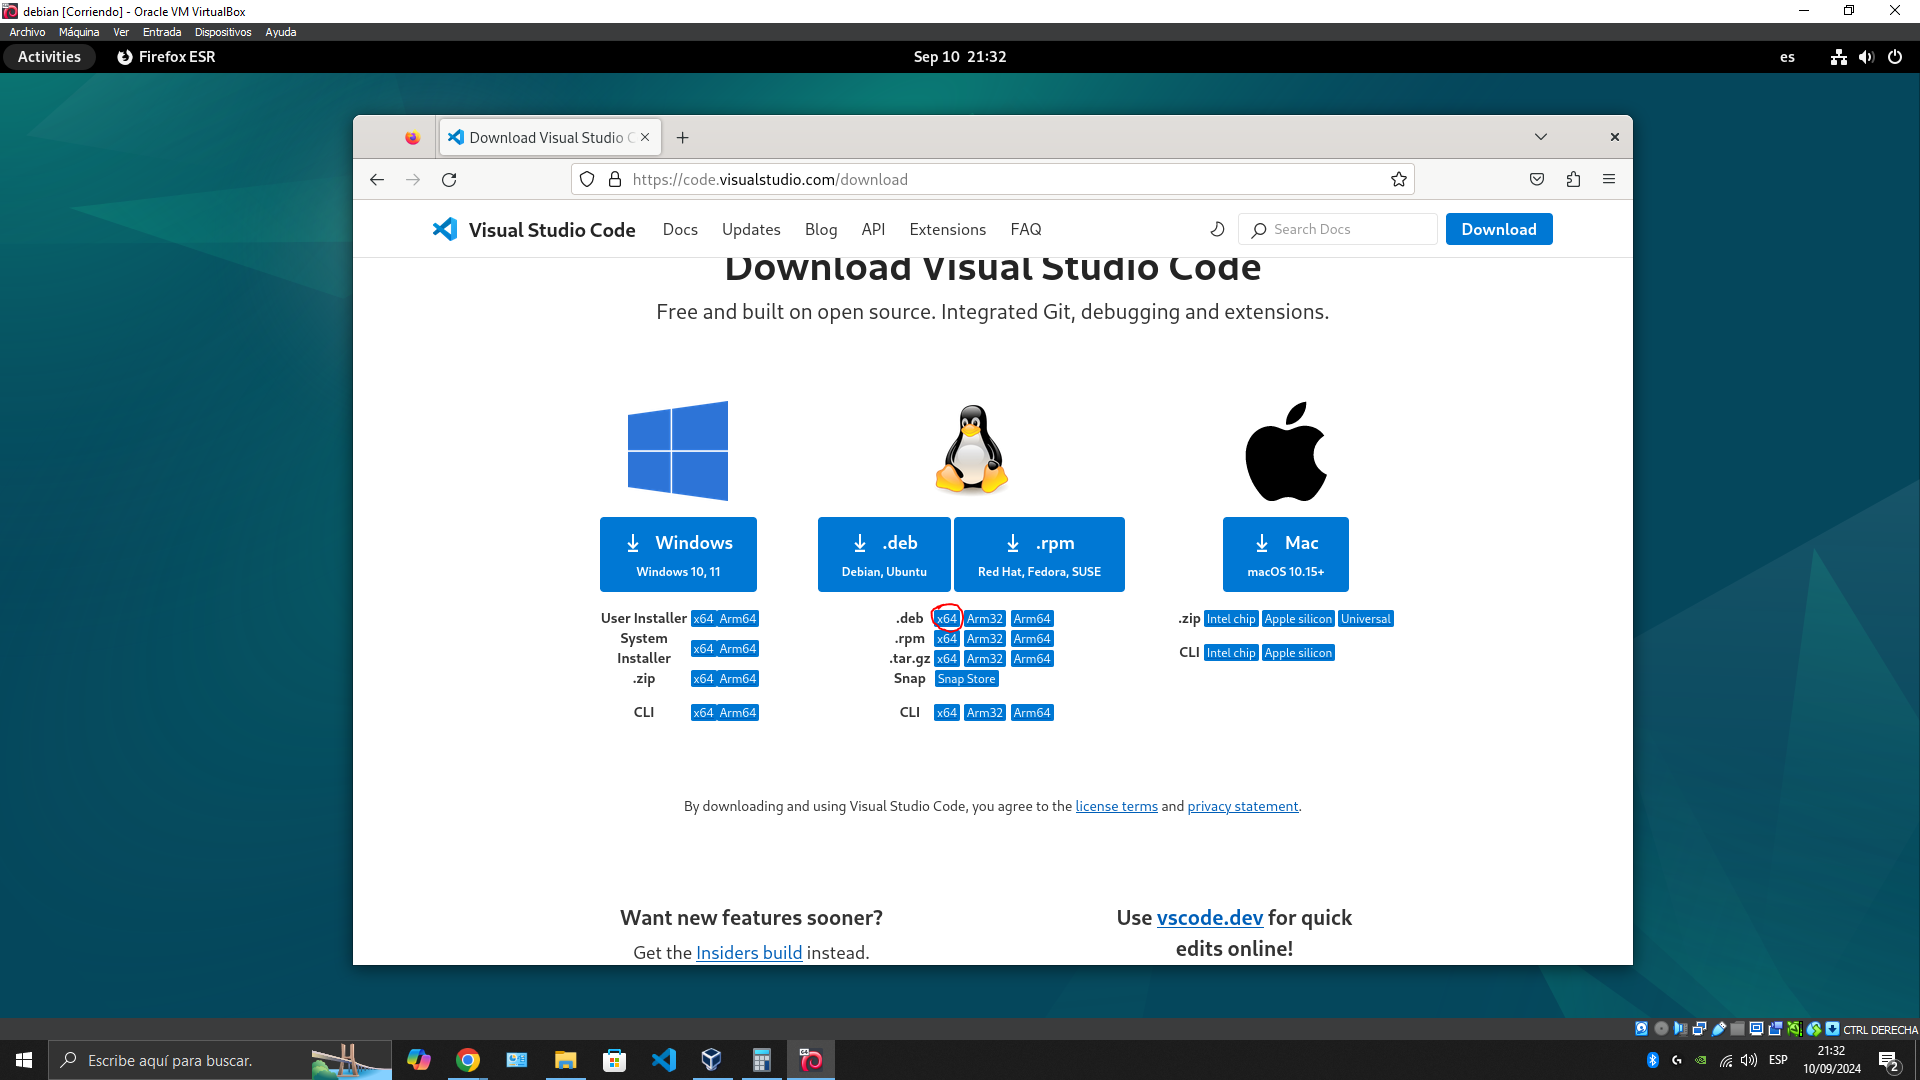 debian [Corriendo] - Oracle VM VirtualBox
Archivo Máquina Ver Entrada Dispositivos Ayuda
Activities Firefox ESR Sep 10 21:32 es
Download Visual Studio C
https://code.visualstudio.com/download
Visual Studio Code Docs Updates Blog API Extensions FAQ Search Docs Download
Download Visual Studio Code
Free and built on open source. Integrated Git, debugging and extensions.
Windows .deb .rpm Mac
Windows 10, 11 Debian, Ubuntu Red Hat, Fedora, SUSE macOS 10.15+
User Installer x64 Arm64 .deb x64 Arm32 Arm64 .zip Intel chip Apple silicon Universal
System Installer x64 Arm64 .rpm x64 Arm32 Arm64 CLI Intel chip Apple silicon
.tar.gz x64 Arm32 Arm64
.zip x64 Arm64 Snap Snap Store
CLI x64 Arm64 CLI x64 Arm32 Arm64
By downloading and using Visual Studio Code, you agree to the license terms and privacy statement.
Want new features sooner?
Get the Insiders build instead.
Use vscode.dev for quick
edits online!
CTRL DERECHA
Escribe aquí para buscar. ESP 21:32
10/09/2024 2